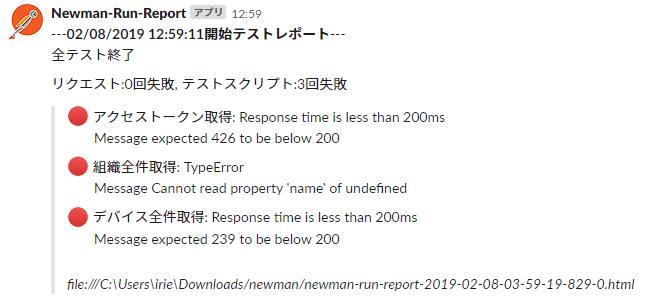 Newman-Run-Report アプリ 12:59
---02/08/2019 12:59:11開始テストレポート---
全テスト終了
リクエスト:0回失敗, テストスクリプト:3回失敗
アクセストークン取得: Response time is less than 200ms
Message expected 426 to be below 200
組織全件取得: TypeError
Message Cannot read property 'name' of undefined
デバイス全件取得: Response time is less than 200ms
Message expected 239 to be below 200
file:///C:\Users\irie\Downloads/newman/newman-run-report-2019-02-08-03-59-19-829-0.html